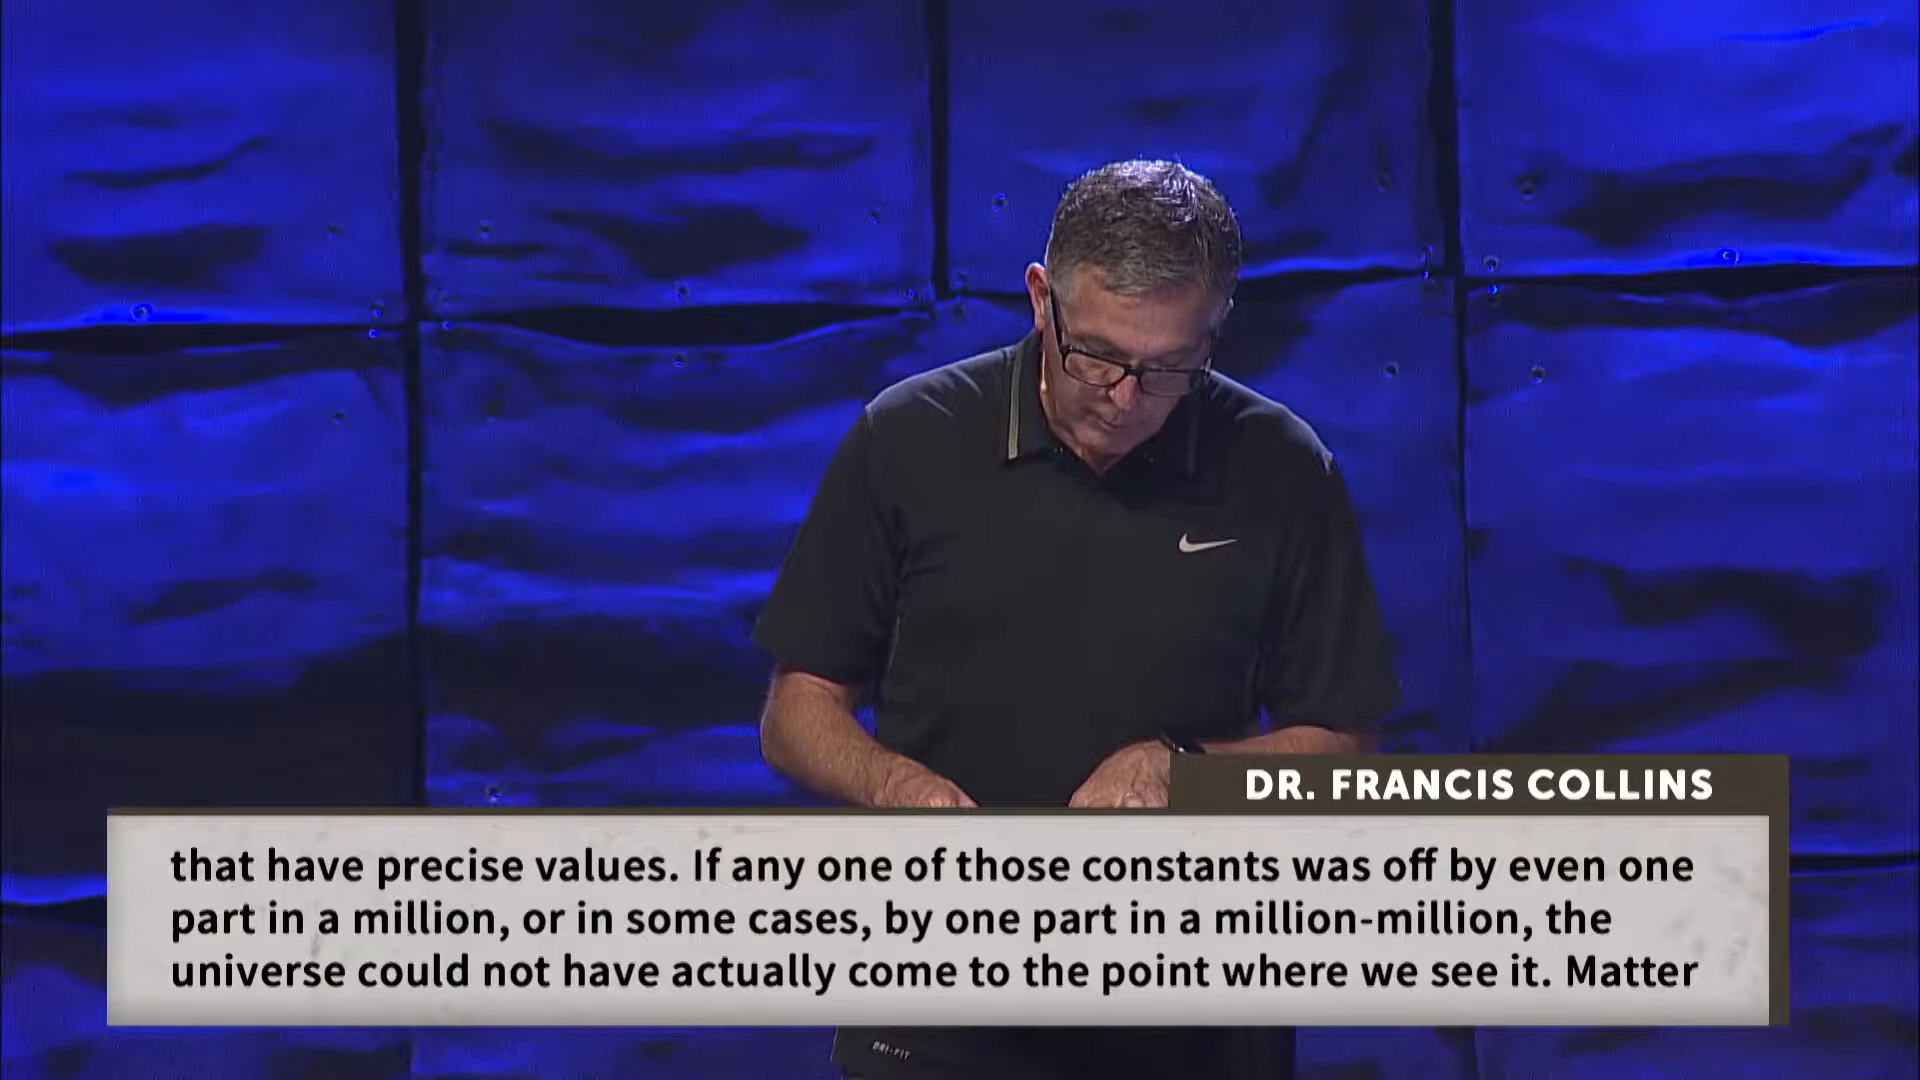 DR. FRANCIS COLLINS
that have precise values. If any one of those constants was off by even one
part in a million, or in some cases, by one part in a million-million, the
universe could not have actually come to the point where we see it. Matter
DRI-FIT